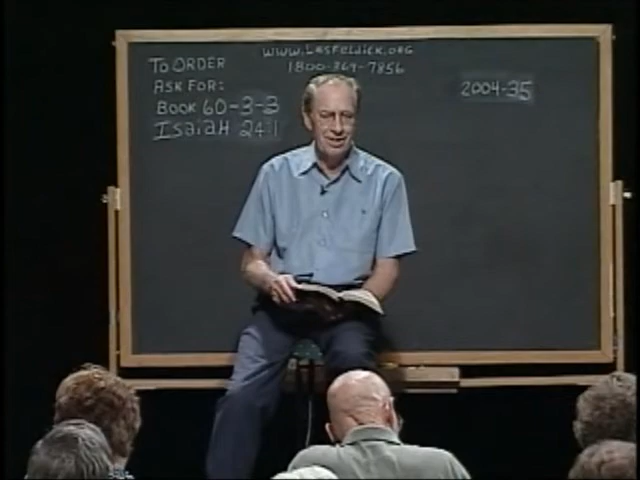 www.LesFeldick.org
1800-369-7856
TO ORDER
ASK FOR:
BOOK 60-3-3
ISaiaH 24:1
2004-35